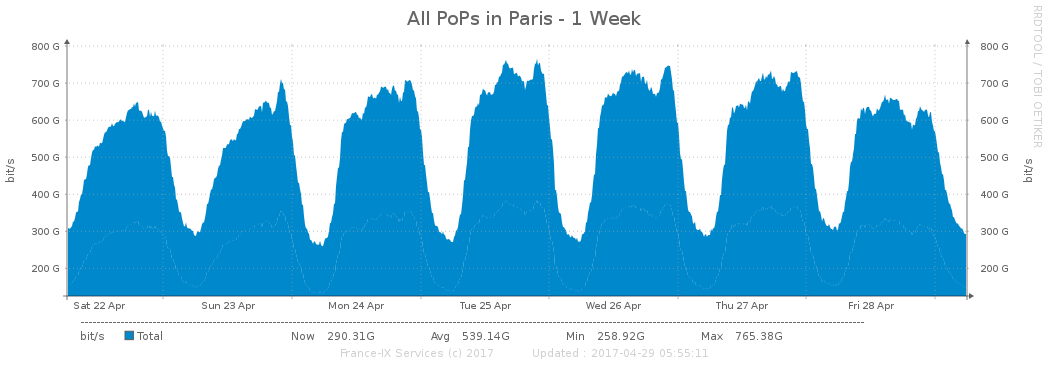 All PoPs in Paris - 1 Week
RRDTOOL / TOBI OETIKER
bit/s
800 G
700 G
600 G
500 G
400 G
300 G
200 G
800 G
700 G
600 G
500 G
400 G
300 G
200 G
bit/s
Sat 22 Apr Sun 23 Apr Mon 24 Apr Tue 25 Apr Wed 26 Apr Thu 27 Apr Fri 28 Apr
bit/s Total Now 290.31G Avg 539.14G Min 258.92G Max 765.38G
France-IX Services (c) 2017 Updated : 2017-04-29 05:55:11